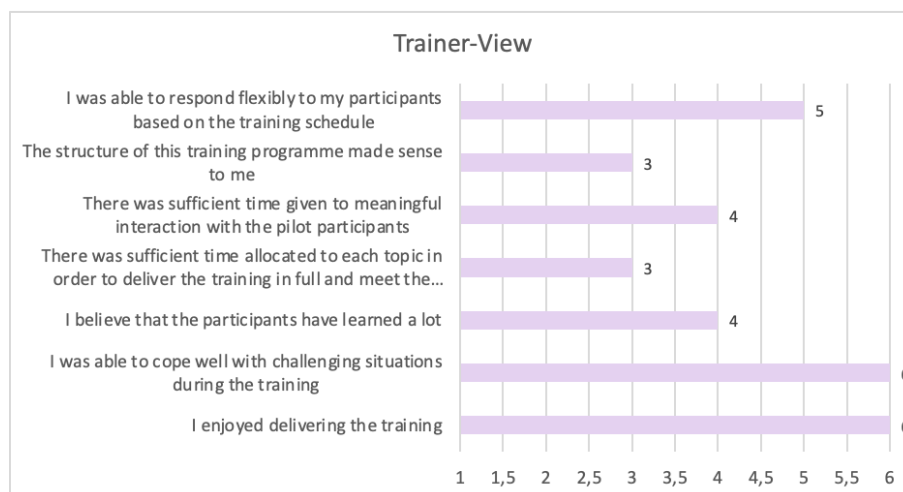 Trainer-View
I was able to respond flexibly to my participants
based on the training schedule
5
The structure of this training programme made sense
to me
3
There was sufficient time given to meaningful
interaction with the pilot participants
4
There was sufficient time allocated to each topic in
order to deliver the training in full and meet the...
3
I believe that the participants have learned a lot
4
I was able to cope well with challenging situations
during the training
I enjoyed delivering the training
1 1,5 2 2,5 3 3,5 4 4,5 5 5,5 6